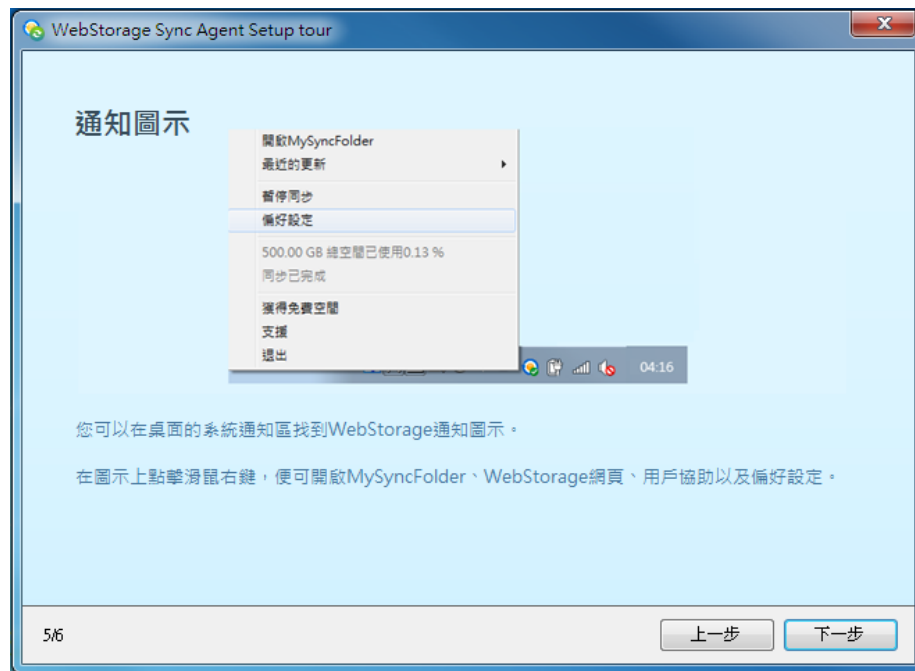 WebStorage Sync Agent Setup tour
通知圖示
開啟MySyncFolder
最近的更新
暫停同步
偏好設定
500.00 GB 總空間已使用0.13 %
同步已完成
獲得免費空間
支援
退出
04:16
您可以在桌面的系統通知區找到WebStorage通知圖示。
在圖示上點擊滑鼠右鍵，便可開啟MySyncFolder、WebStorage網頁、用戶協助以及偏好設定。
5/6
上一步
下一步